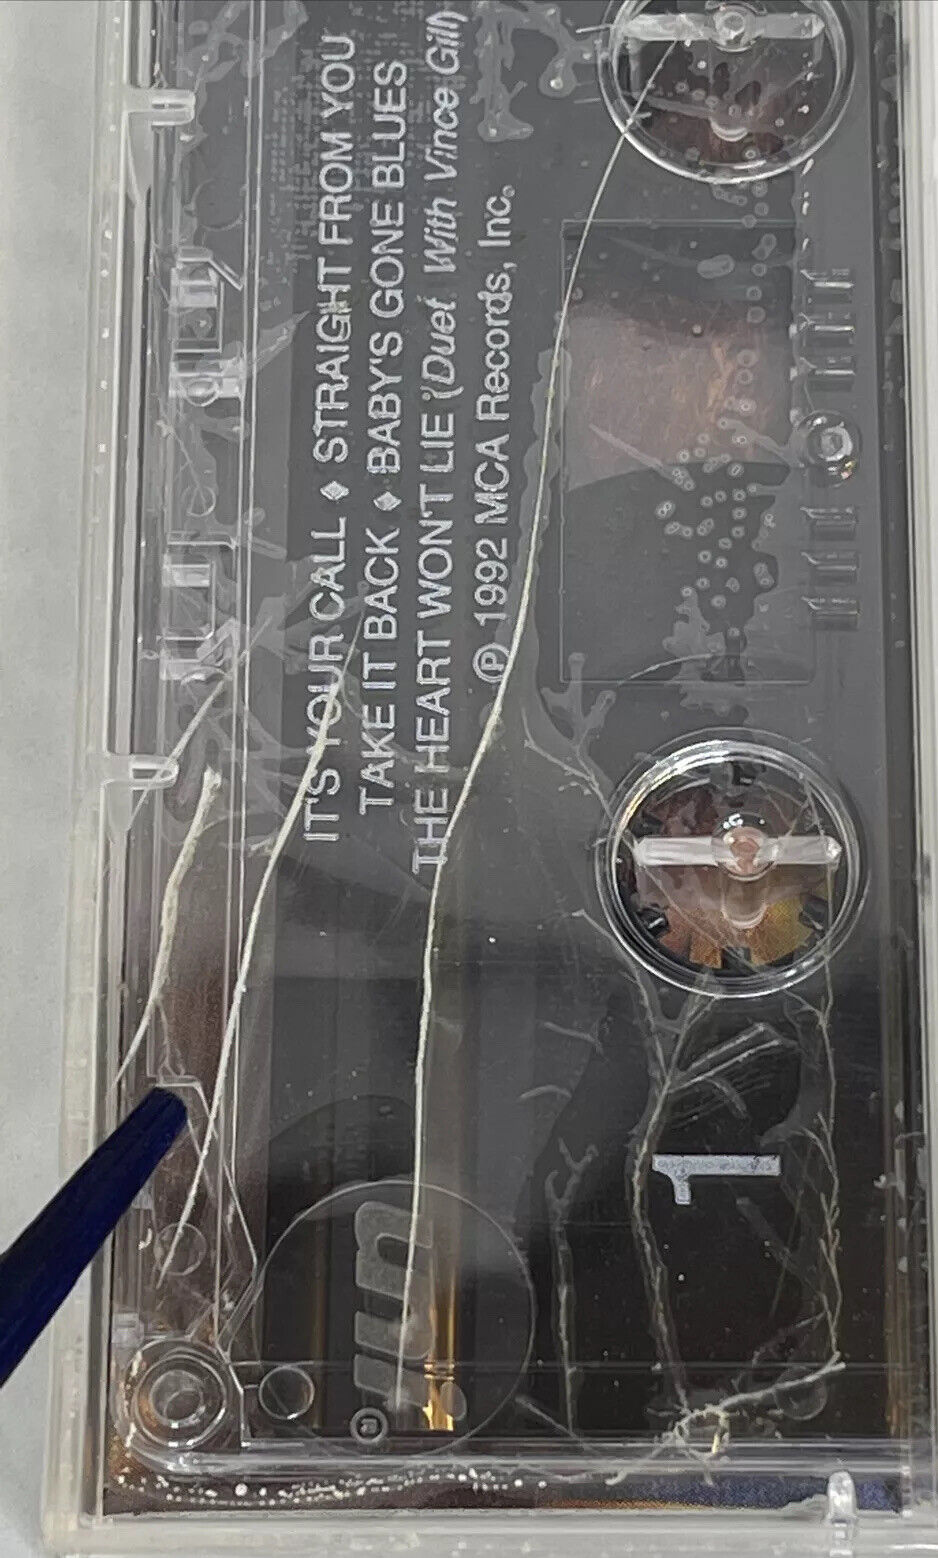 IT'S YOUR CALL ♦ STRAIGHT FROM YOU
TAKE IT BACK ♦ BABY'S GONE BLUES
THE HEART WON'T LIE (Duet With Vince Gill)
℗ 1992 MCA Records, Inc.
1